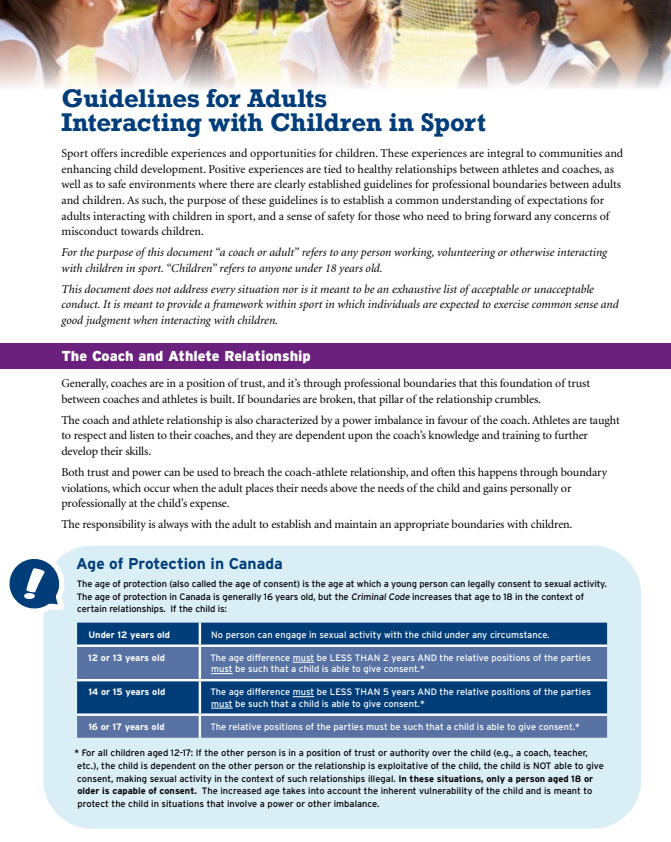 Guidelines for Adults
Interacting with Children in Sport
Sport offers incredible experiences and opportunities for children. These experiences are integral to communities and
enhancing child development. Positive experiences are tied to healthy relationships between athletes and coaches, as
well as to safe environments where there are clearly established guidelines for professional boundaries between adults
and children. As such, the purpose of these guidelines is to establish a common understanding of expectations for
adults interacting with children in sport, and a sense of safety for those who need to bring forward any concerns of
misconduct towards children.
For the purpose of this document “a coach or adult” refers to any person working, volunteering or otherwise interacting
with children in sport. “Children” refers to anyone under 18 years old.
This document does not address every situation nor is it meant to be an exhaustive list of acceptable or unacceptable
conduct. It is meant to provide a framework within sport in which individuals are expected to exercise common sense and
good judgment when interacting with children.
The Coach and Athlete Relationship
Generally, coaches are in a position of trust, and it’s through professional boundaries that this foundation of trust
between coaches and athletes is built. If boundaries are broken, that pillar of the relationship crumbles.
The coach and athlete relationship is also characterized by a power imbalance in favour of the coach. Athletes are taught
to respect and listen to their coaches, and they are dependent upon the coach’s knowledge and training to further
develop their skills.
Both trust and power can be used to breach the coach-athlete relationship, and often this happens through boundary
violations, which occur when the adult places their needs above the needs of the child and gains personally or
professionally at the child’s expense.
The responsibility is always with the adult to establish and maintain an appropriate boundaries with children.
!
Age of Protection in Canada
The age of protection (also called the age of consent) is the age at which a young person can legally consent to sexual activity.
The age of protection in Canada is generally 16 years old, but the Criminal Code increases that age to 18 in the context of
certain relationships. If the child is:
Under 12 years old
No person can engage in sexual activity with the child under any circumstance.
12 or 13 years old
The age difference must be LESS THAN 2 years AND the relative positions of the parties
must be such that a child is able to give consent.*
14 or 15 years old
The age difference must be LESS THAN 5 years AND the relative positions of the parties
must be such that a child is able to give consent.*
16 or 17 years old
The relative positions of the parties must be such that a child is able to give consent.*
* For all children aged 12-17: If the other person is in a position of trust or authority over the child (e.g., a coach, teacher,
etc.), the child is dependent on the other person or the relationship is exploitative of the child, the child is NOT able to give
consent, making sexual activity in the context of such relationships illegal. In these situations, only a person aged 18 or
older is capable of consent. The increased age takes into account the inherent vulnerability of the child and is meant to
protect the child in situations that involve a power or other imbalance.